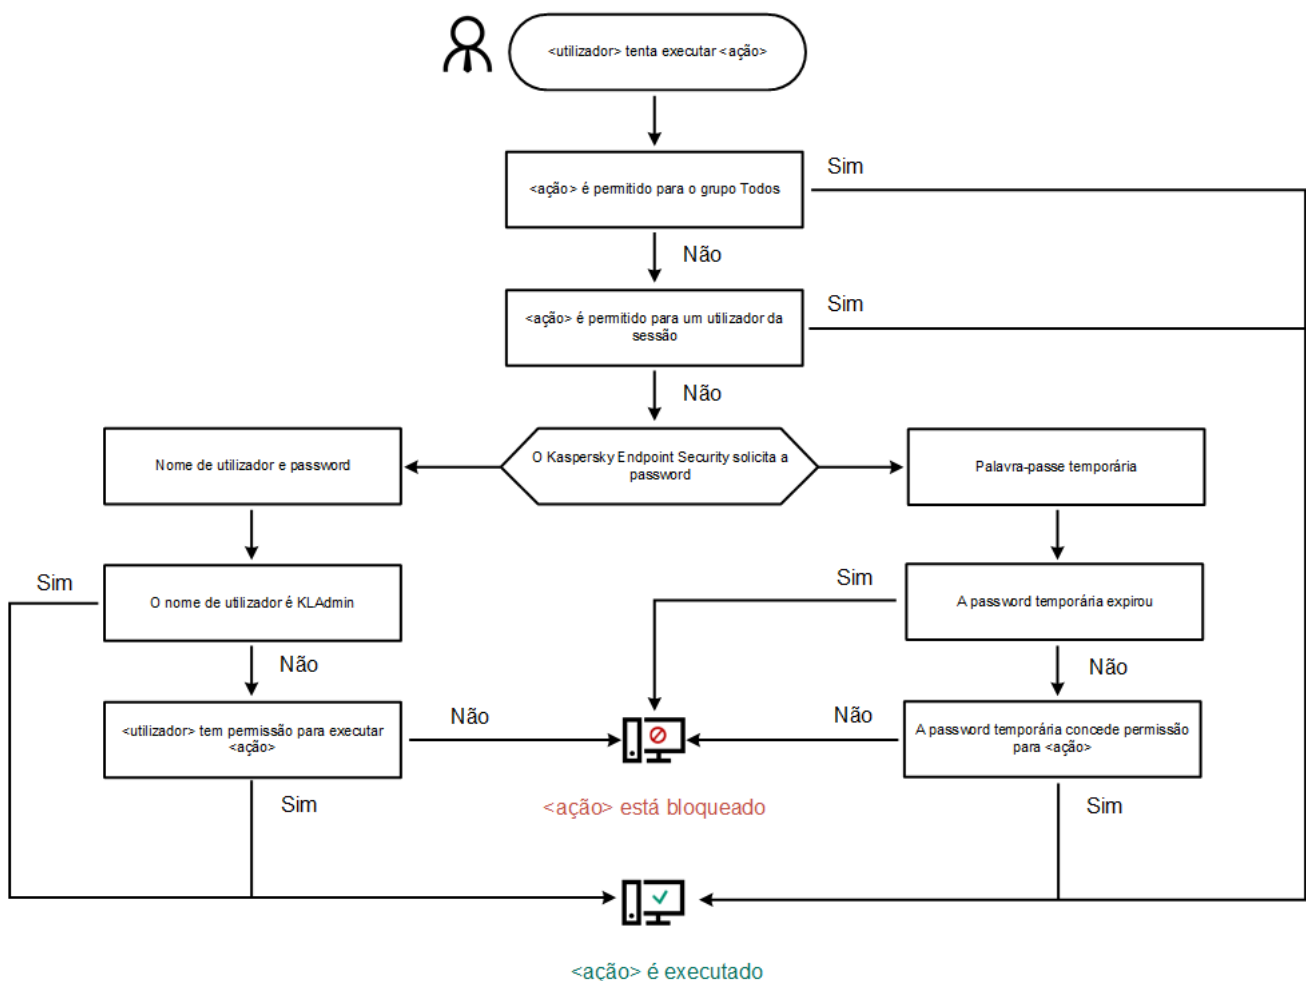 <utilizador> tenta executar <ação>
<ação> é permitido para o grupo Todos
Sim
Não
<ação> é permitido para um utilizador da
sessão
Sim
Não
O Kaspersky Endpoint Security solicita a
password
Nome de utilizador e password
Palavra-passe temporária
Sim
O nome de utilizador é KLAdmin
Sim
A password temporária expirou
Não
Não
<utilizador> tem permissão para executar
<ação>
Não
Não
A password temporária concede permissão
para <ação>
Sim
<ação> está bloqueado
Sim
<ação> é executado